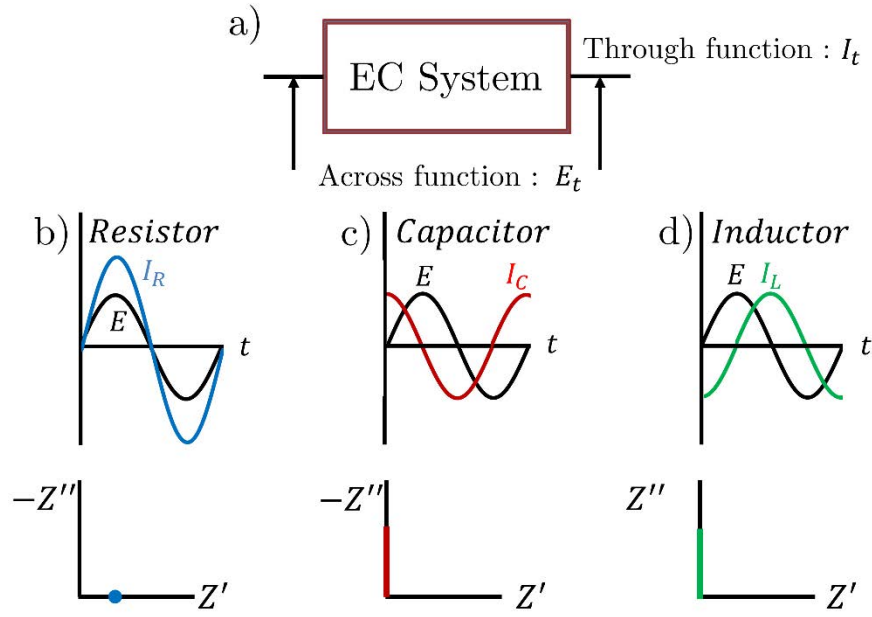 a)
EC System
Through function : I_t
Across function : E_t
b) Resistor
I_R
E
t
c) Capacitor
E
I_C
t
d) Inductor
E
I_L
t
−Z′′
Z′
−Z′′
Z′
Z′′
Z′